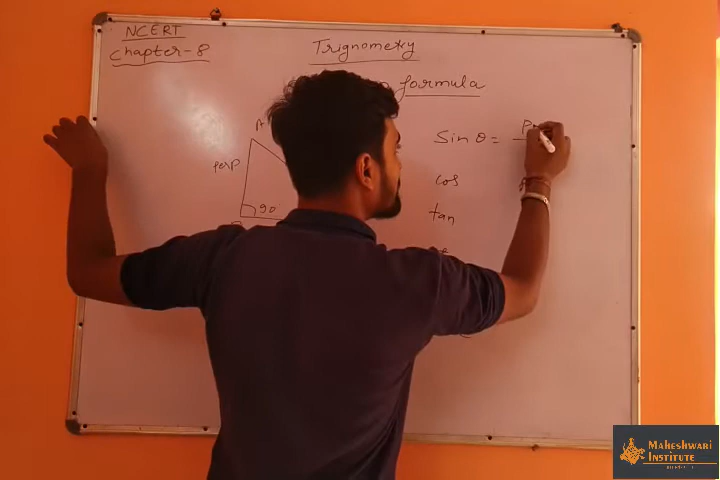 NCERT
Chapter-8
Trignometry
formula
A
perp
90
Sin θ = P
cos
tan
Maheshwari
Institute